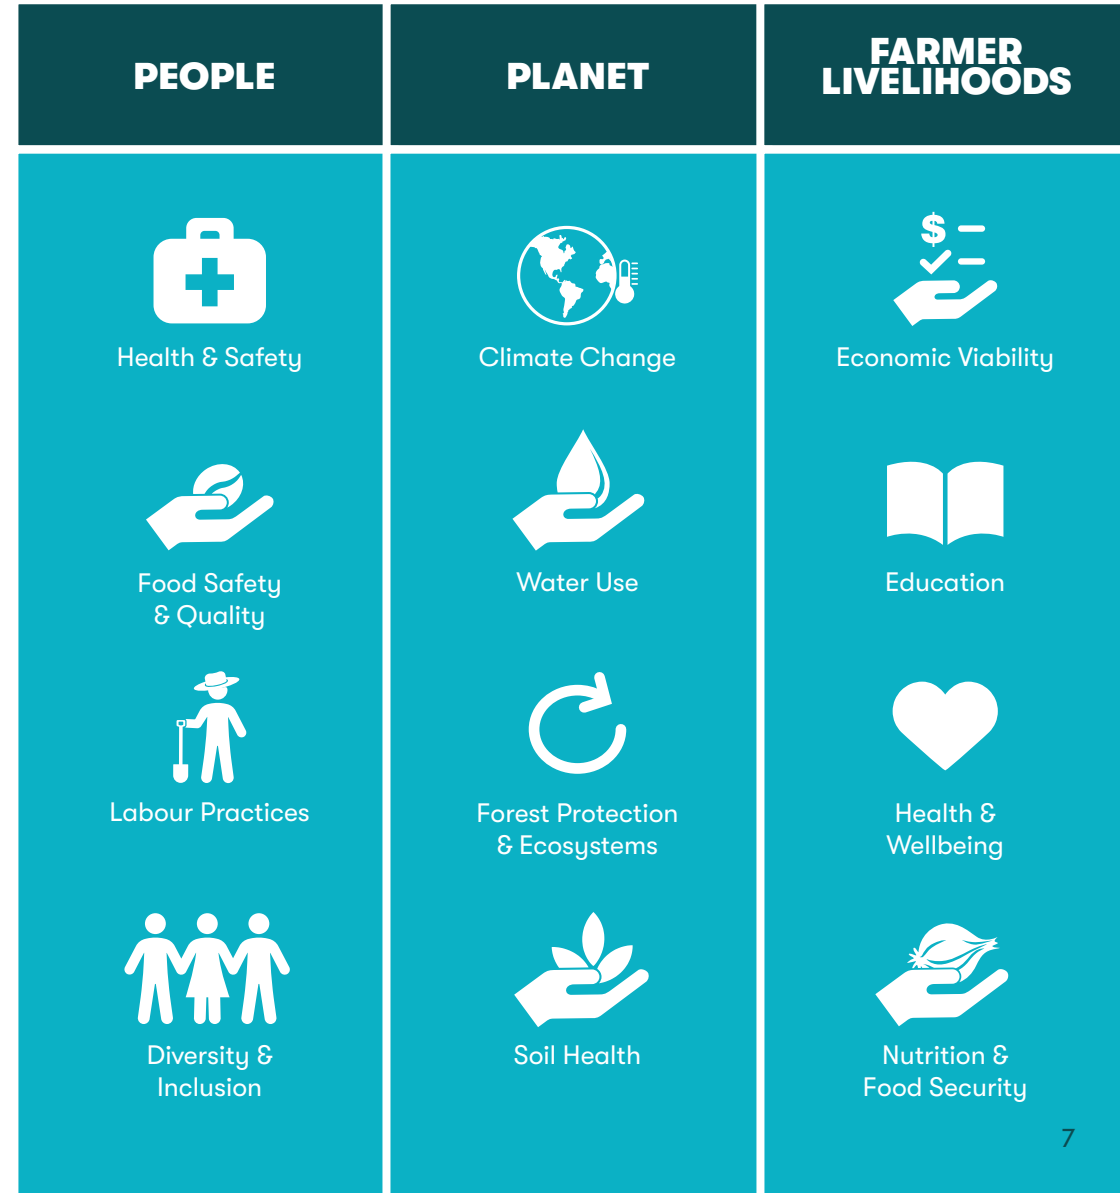 PEOPLE
Health & Safety
Food Safety
& Quality
Labour Practices
Diversity &
Inclusion
PLANET
Climate Change
Water Use
Forest Protection
& Ecosystems
Soil Health
FARMER
LIVELIHOODS
$
Economic Viability
Education
Health &
Wellbeing
Nutrition &
Food Security
7